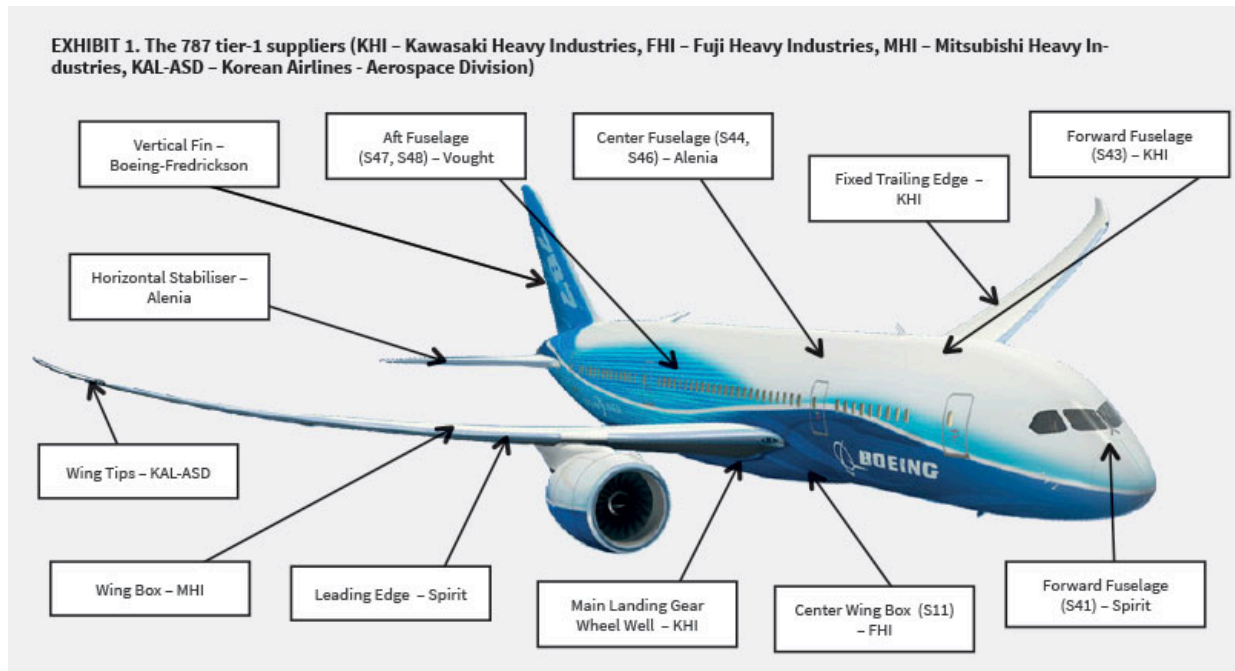 EXHIBIT 1. The 787 tier-1 suppliers (KHI – Kawasaki Heavy Industries, FHI – Fuji Heavy Industries, MHI – Mitsubishi Heavy In-
dustries, KAL-ASD – Korean Airlines - Aerospace Division)
Vertical Fin –
Boeing-Fredrickson
Aft Fuselage
(S47, S48) – Vought
Center Fuselage (S44,
S46) – Alenia
Fixed Trailing Edge –
KHI
Forward Fuselage
(S43) – KHI
Horizontal Stabiliser –
Alenia
787
BOEING
Wing Tips – KAL-ASD
Wing Box – MHI
Leading Edge – Spirit
Main Landing Gear
Wheel Well – KHI
Center Wing Box (S11)
– FHI
Forward Fuselage
(S41) – Spirit